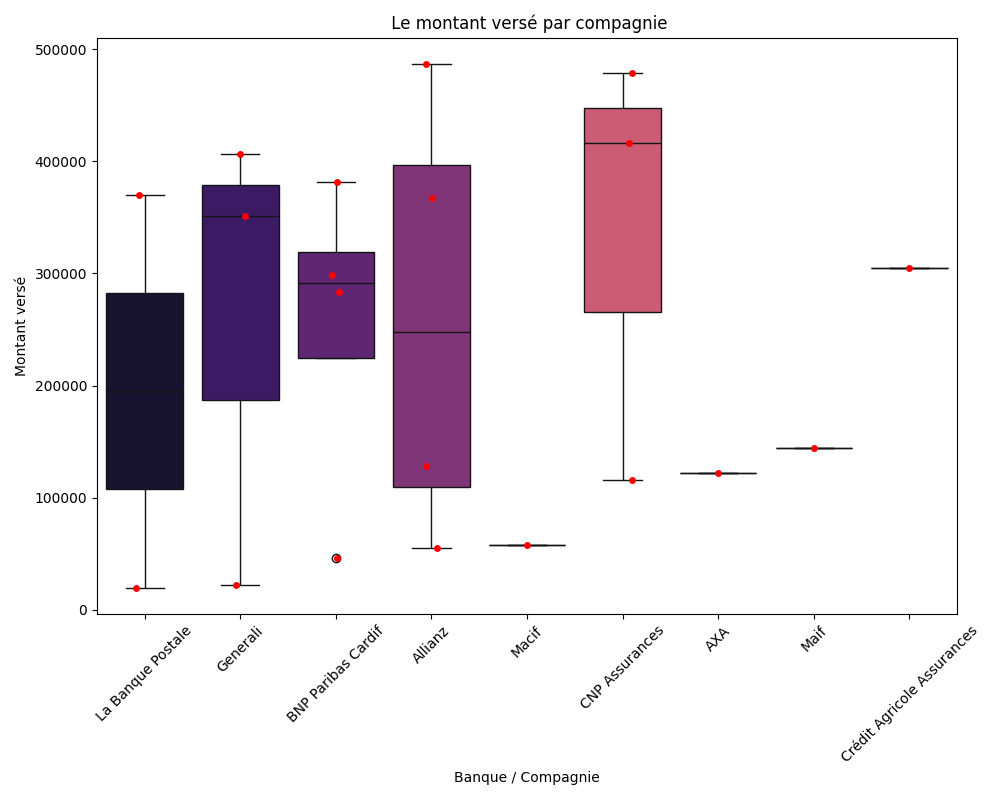 Le montant versé par compagnie
Montant versé
500000
400000
300000
200000
100000
0
La Banque Postale
Generali
BNP Paribas Cardif
Allianz
Macif
CNP Assurances
AXA
Maif
Crédit Agricole Assurances
Banque / Compagnie